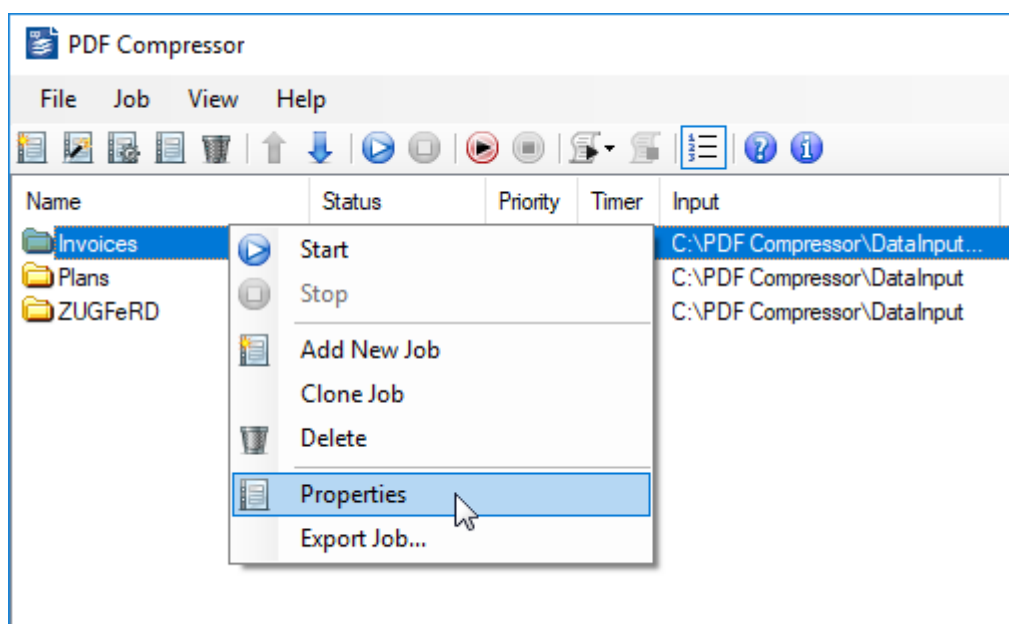 PDF Compressor
File Job View Help
Name Status Priority Timer Input
Invoices C:\PDF Compressor\DataInput...
Plans C:\PDF Compressor\DataInput
ZUGFeRD C:\PDF Compressor\DataInput
Start
Stop
Add New Job
Clone Job
Delete
Properties
Export Job...